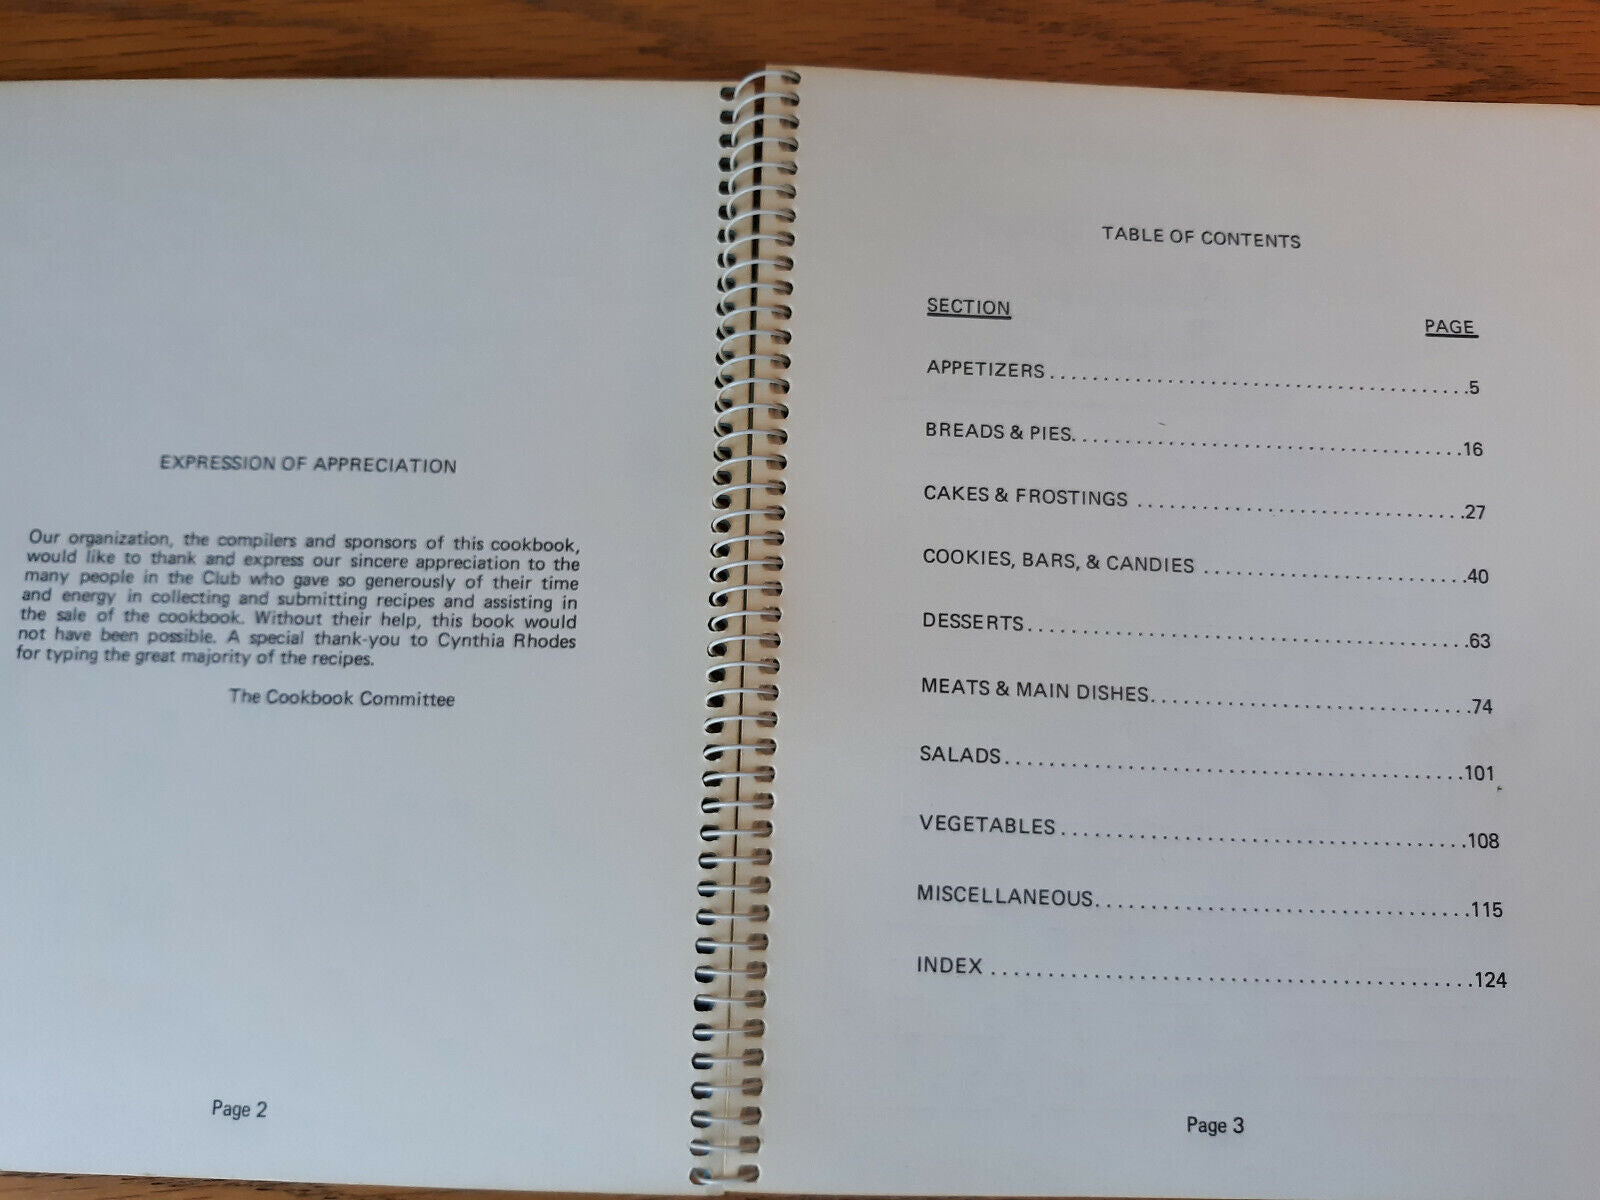 EXPRESSION OF APPRECIATION
Our organization, the compilers and sponsors of this cookbook,
would like to thank and express our sincere appreciation to the
many people in the Club who gave so generously of their time
and energy in collecting and submitting recipes and assisting in
the sale of the cookbook. Without their help, this book would
not have been possible. A special thank-you to Cynthia Rhodes
for typing the great majority of the recipes.
The Cookbook Committee
Page 2
TABLE OF CONTENTS
SECTION PAGE
APPETIZERS.......................................5
BREADS & PIES.....................................16
CAKES & FROSTINGS ...............................27
COOKIES, BARS, & CANDIES .........................40
DESSERTS.........................................63
MEATS & MAIN DISHES..............................74
SALADS...........................................101
VEGETABLES.......................................108
MISCELLANEOUS...................................115
INDEX ............................................124
Page 3